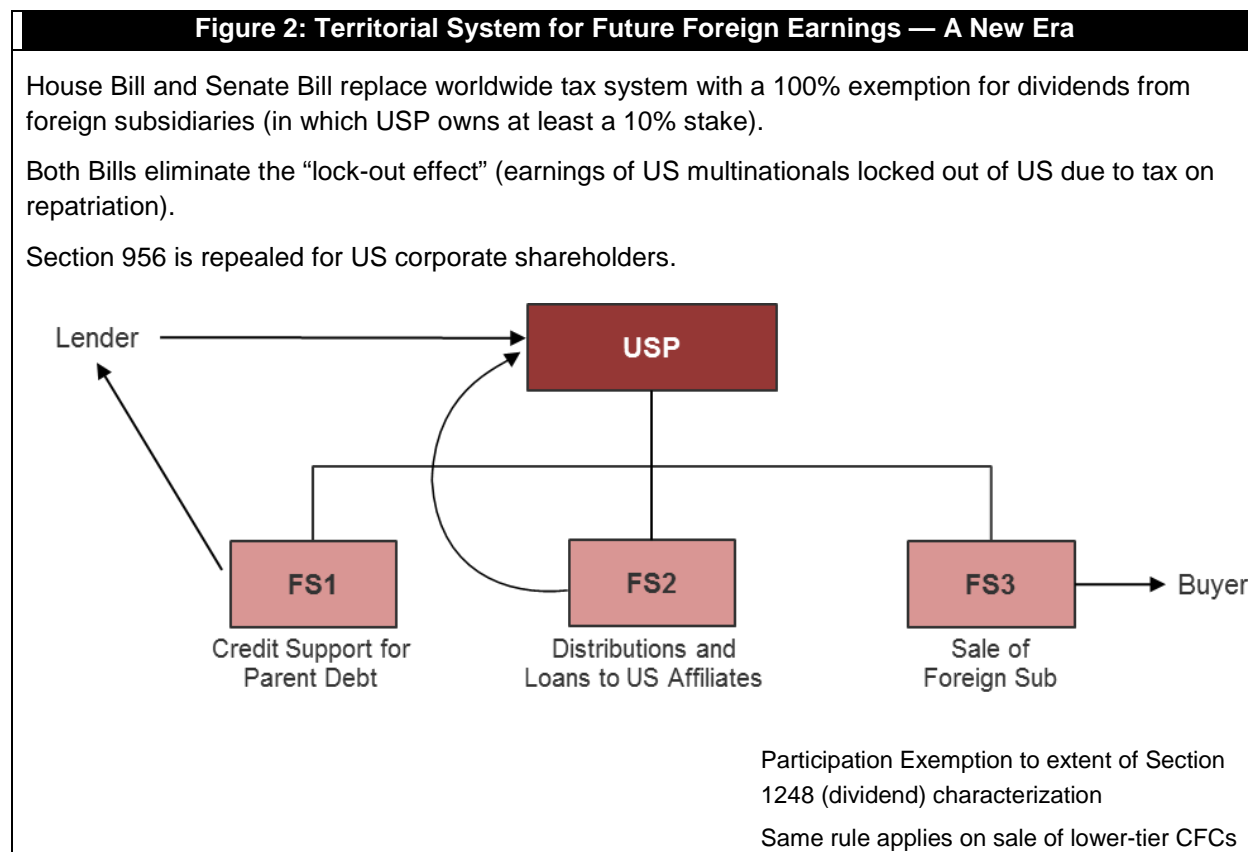 Figure 2: Territorial System for Future Foreign Earnings — A New Era
House Bill and Senate Bill replace worldwide tax system with a 100% exemption for dividends from
foreign subsidiaries (in which USP owns at least a 10% stake).
Both Bills eliminate the “lock-out effect” (earnings of US multinationals locked out of US due to tax on
repatriation).
Section 956 is repealed for US corporate shareholders.
Lender
USP
FS1
FS2
FS3
Buyer
Credit Support for
Parent Debt
Distributions and
Loans to US Affiliates
Sale of
Foreign Sub
Participation Exemption to extent of Section
1248 (dividend) characterization
Same rule applies on sale of lower-tier CFCs